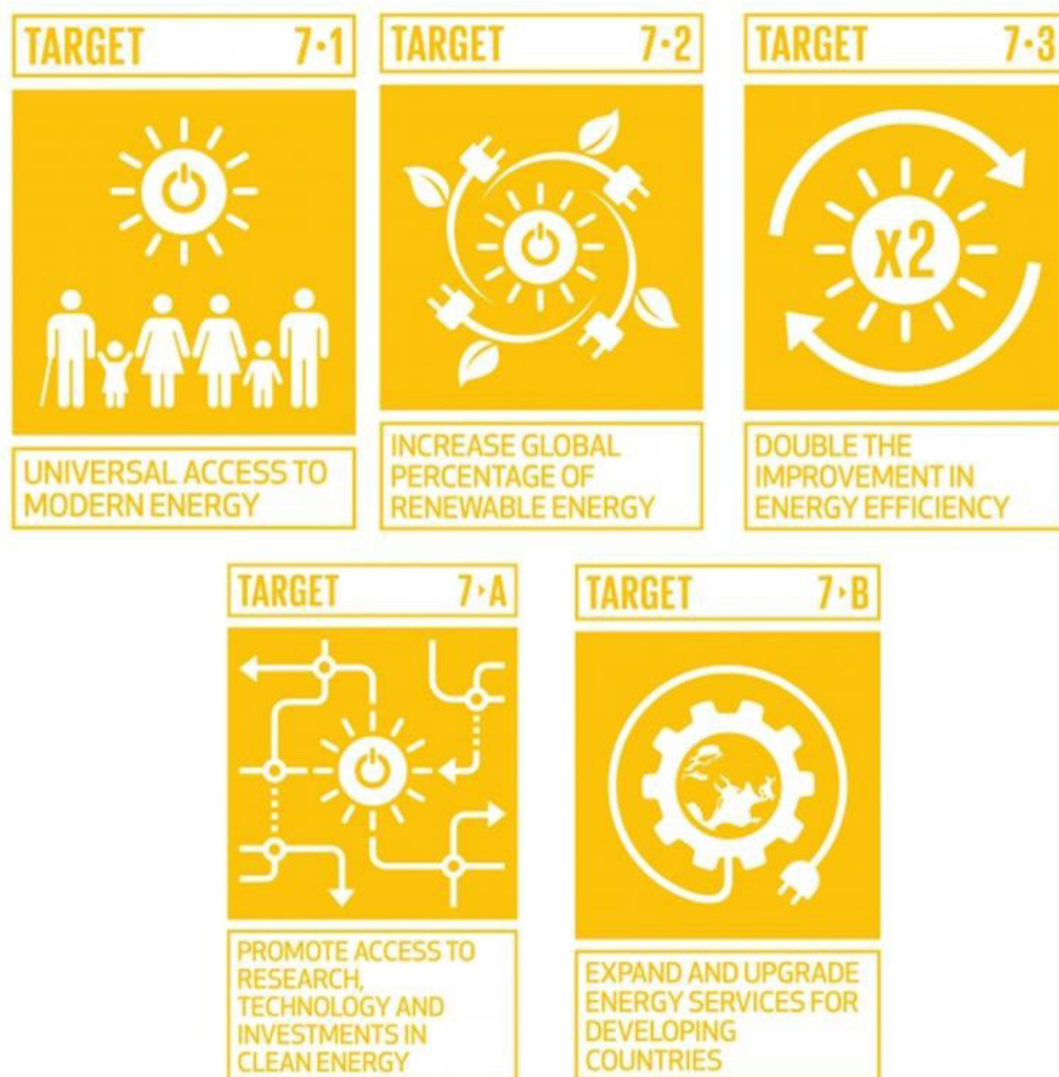 TARGET 7·1
UNIVERSAL ACCESS TO
MODERN ENERGY
TARGET 7·2
INCREASE GLOBAL
PERCENTAGE OF
RENEWABLE ENERGY
TARGET 7·3
x2
DOUBLE THE
IMPROVEMENT IN
ENERGY EFFICIENCY
TARGET 7▸A
PROMOTE ACCESS TO
RESEARCH,
TECHNOLOGY AND
INVESTMENTS IN
CLEAN ENERGY
TARGET 7▸B
EXPAND AND UPGRADE
ENERGY SERVICES FOR
DEVELOPING
COUNTRIES